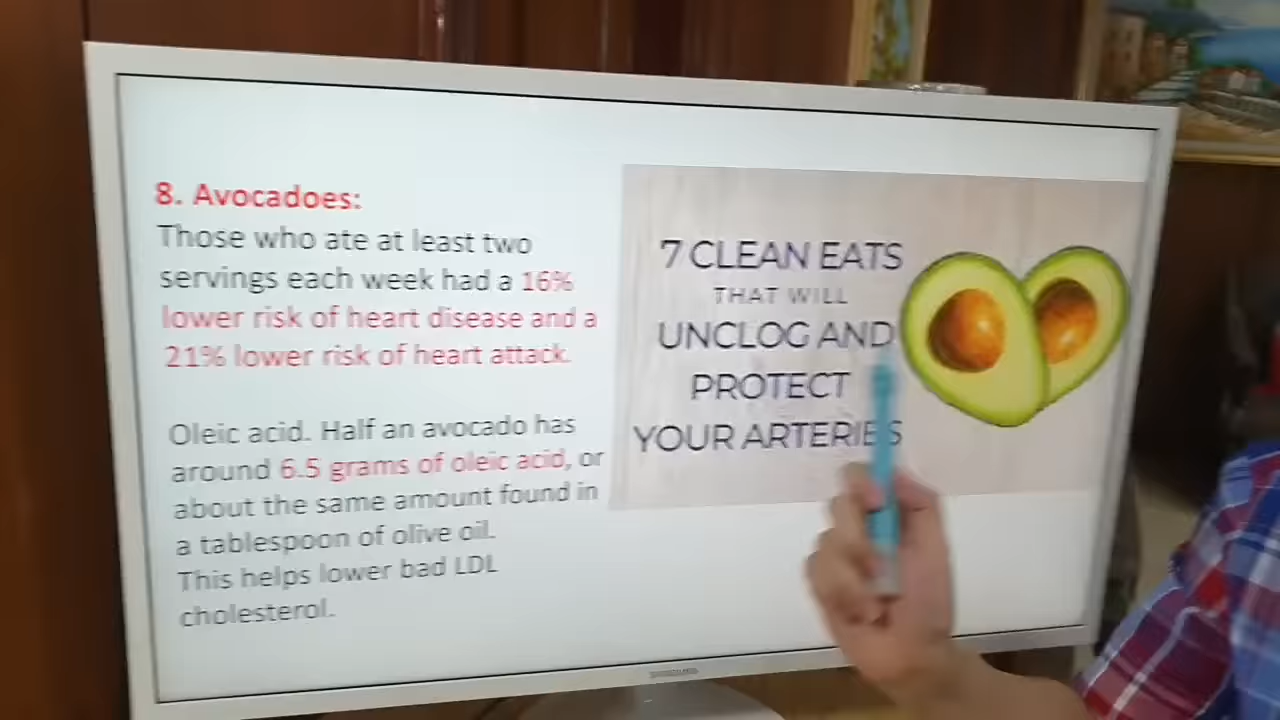 8. Avocadoes:
Those who ate at least two
servings each week had a 16%
lower risk of heart disease and a
21% lower risk of heart attack.
Oleic acid. Half an avocado has
around 6.5 grams of oleic acid, or
about the same amount found in
a tablespoon of olive oil.
This helps lower bad LDL
cholesterol.
7 CLEAN EATS
THAT WILL
UNCLOG AND
PROTECT
YOUR ARTERIES